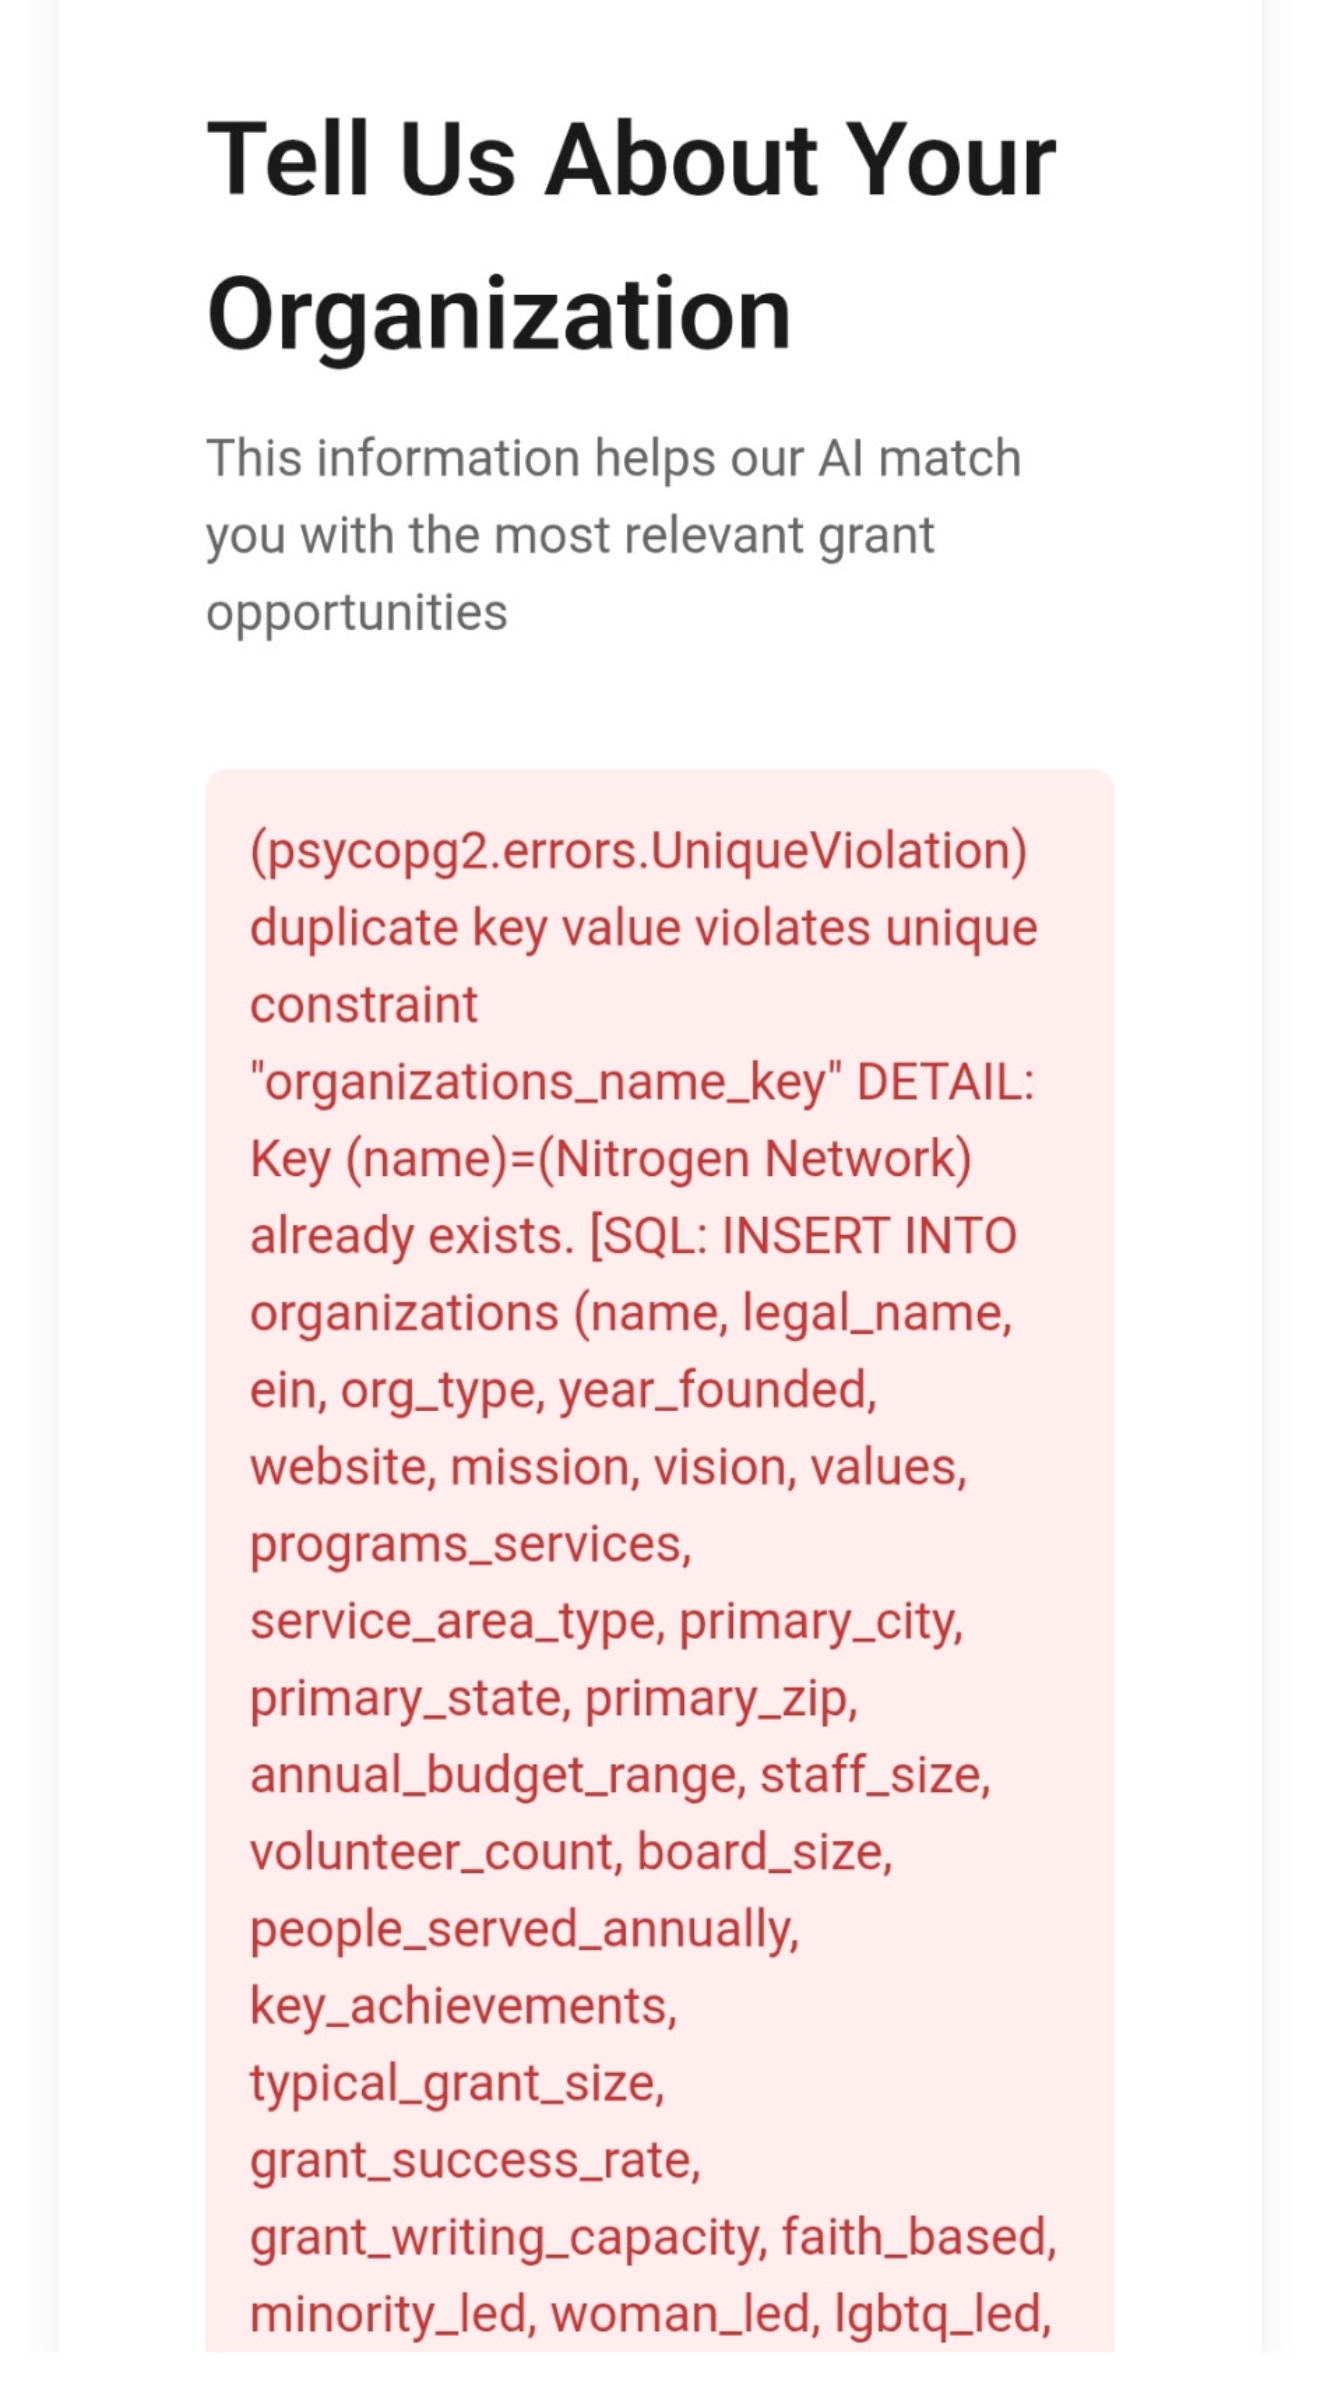 Tell Us About Your
Organization
This information helps our AI match
you with the most relevant grant
opportunities
(psycopg2.errors.UniqueViolation)
duplicate key value violates unique
constraint
"organizations_name_key" DETAIL:
Key (name)=(Nitrogen Network)
already exists. [SQL: INSERT INTO
organizations (name, legal_name,
ein, org_type, year_founded,
website, mission, vision, values,
programs_services,
service_area_type, primary_city,
primary_state, primary_zip,
annual_budget_range, staff_size,
volunteer_count, board_size,
people_served_annually,
key_achievements,
typical_grant_size,
grant_success_rate,
grant_writing_capacity, faith_based,
minority_led, woman_led, lgbtq_led,